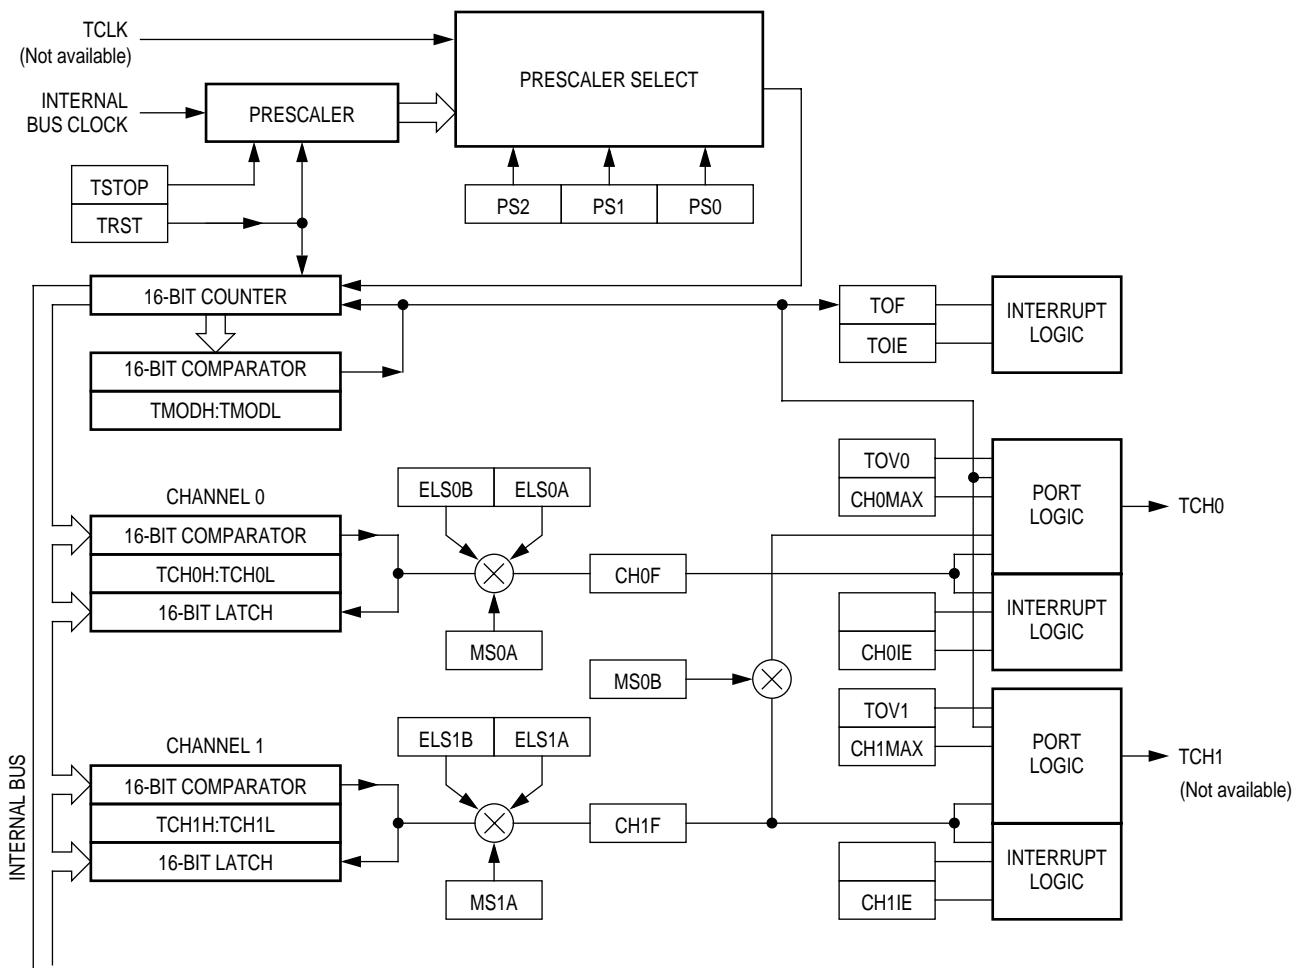 TCLK
(Not available)
PRESCALER SELECT
INTERNAL
BUS CLOCK
PRESCALER
TSTOP
TRST
PS2
PS1
PS0
16-BIT COUNTER
16-BIT COMPARATOR
TMODH:TMODL
TOF
TOIE
INTERRUPT
LOGIC
CHANNEL 0
16-BIT COMPARATOR
TCH0H:TCH0L
16-BIT LATCH
ELS0B
ELS0A
MS0A
CH0F
TOV0
CH0MAX
PORT
LOGIC
TCH0
INTERRUPT
LOGIC
CH0IE
MS0B
CHANNEL 1
16-BIT COMPARATOR
TCH1H:TCH1L
16-BIT LATCH
ELS1B
ELS1A
MS1A
CH1F
TOV1
CH1MAX
PORT
LOGIC
TCH1
(Not available)
INTERRUPT
LOGIC
CH1IE
INTERNAL BUS